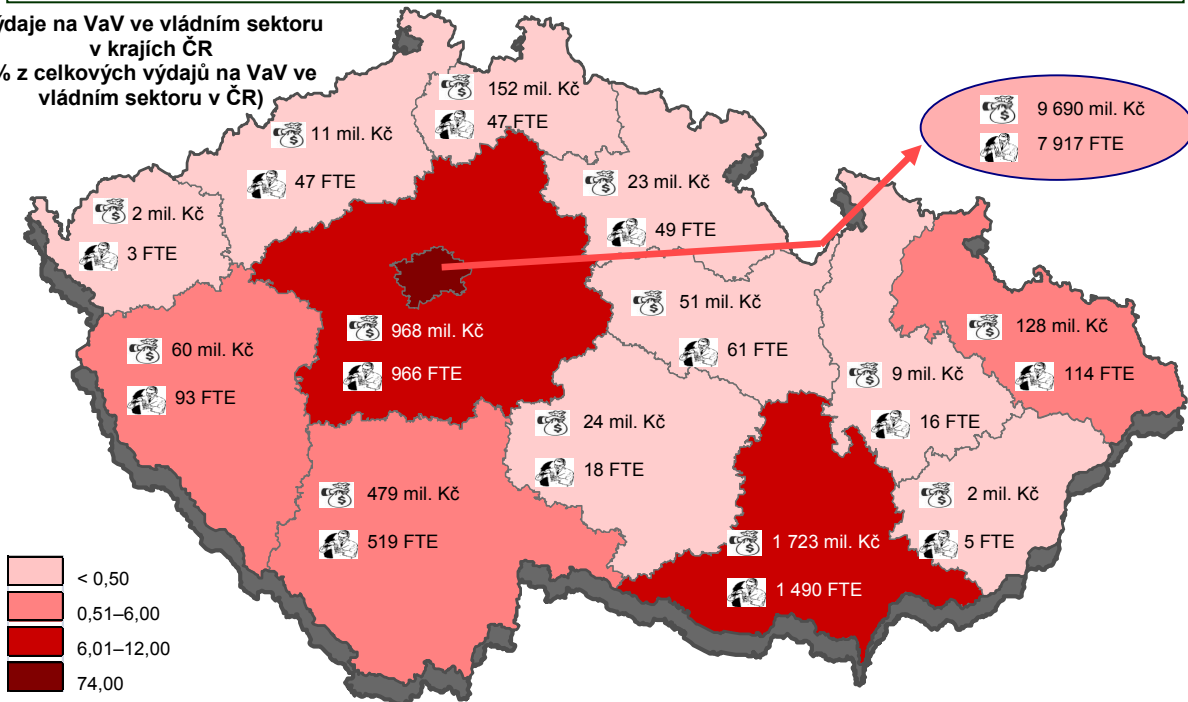 ýdaje na VaV ve vládním sektoru
v krajích ČR
% z celkových výdajů na VaV ve
vládním sektoru v ČR)
152 mil. Kč
47 FTE
9 690 mil. Kč
7 917 FTE
11 mil. Kč
47 FTE
23 mil. Kč
49 FTE
2 mil. Kč
3 FTE
51 mil. Kč
61 FTE
128 mil. Kč
114 FTE
968 mil. Kč
966 FTE
60 mil. Kč
93 FTE
9 mil. Kč
16 FTE
24 mil. Kč
18 FTE
479 mil. Kč
519 FTE
2 mil. Kč
5 FTE
1 723 mil. Kč
1 490 FTE
< 0,50
0,51–6,00
6,01–12,00
74,00